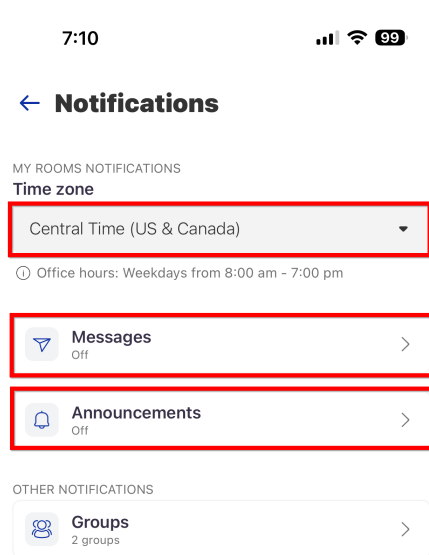 7:10
99
Notifications
MY ROOMS NOTIFICATIONS
Time zone
Central Time (US & Canada)
Office hours: Weekdays from 8:00 am - 7:00 pm
Messages
Off
Announcements
Off
OTHER NOTIFICATIONS
Groups
2 groups